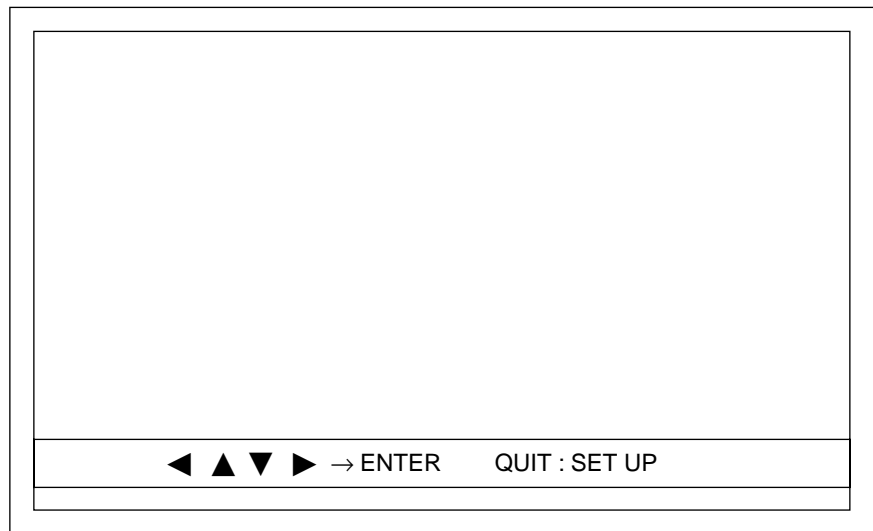 ◀ ▲ ▼ ▶ → ENTER QUIT : SET UP